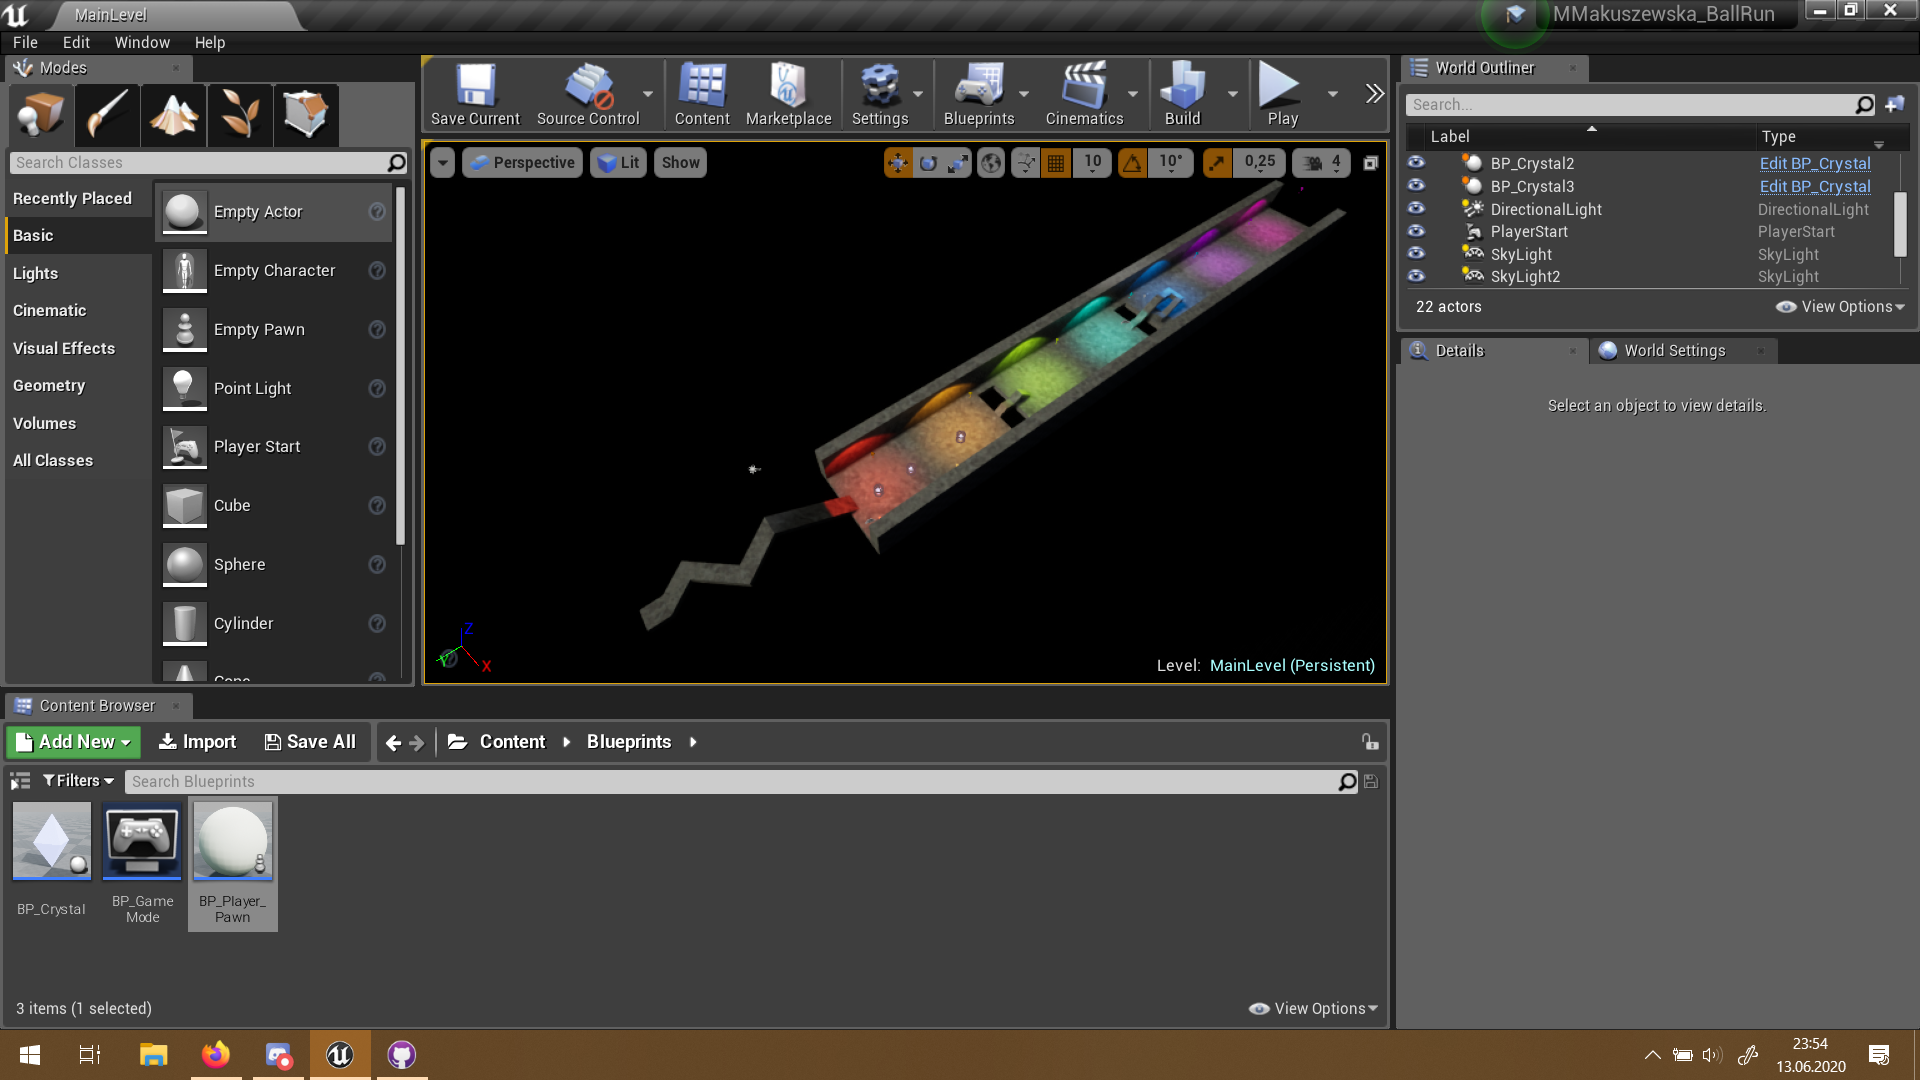 MainLevel
MMakuszewska_BallRun
File Edit Window Help
Modes
Search Classes
Recently Placed
Basic
Lights
Cinematic
Visual Effects
Geometry
Volumes
All Classes
Empty Actor
Empty Character
Empty Pawn
Point Light
Player Start
Cube
Sphere
Cylinder
Cone
Save Current
Source Control
Content
Marketplace
Settings
Blueprints
Cinematics
Build
Play
Perspective
Lit
Show
10
10°
0,25
4
Z
Y
X
Level: MainLevel (Persistent)
World Outliner
Search...
Label Type
BP_Crystal2 Edit BP_Crystal
BP_Crystal3 Edit BP_Crystal
DirectionalLight DirectionalLight
PlayerStart PlayerStart
SkyLight SkyLight
SkyLight2 SkyLight
22 actors
View Options
Details
World Settings
Select an object to view details.
Content Browser
Add New
Import
Save All
Content
Blueprints
Filters
Search Blueprints
BP_Crystal
BP_Game
Mode
BP_Player_
Pawn
3 items (1 selected)
View Options
23:54
13.06.2020